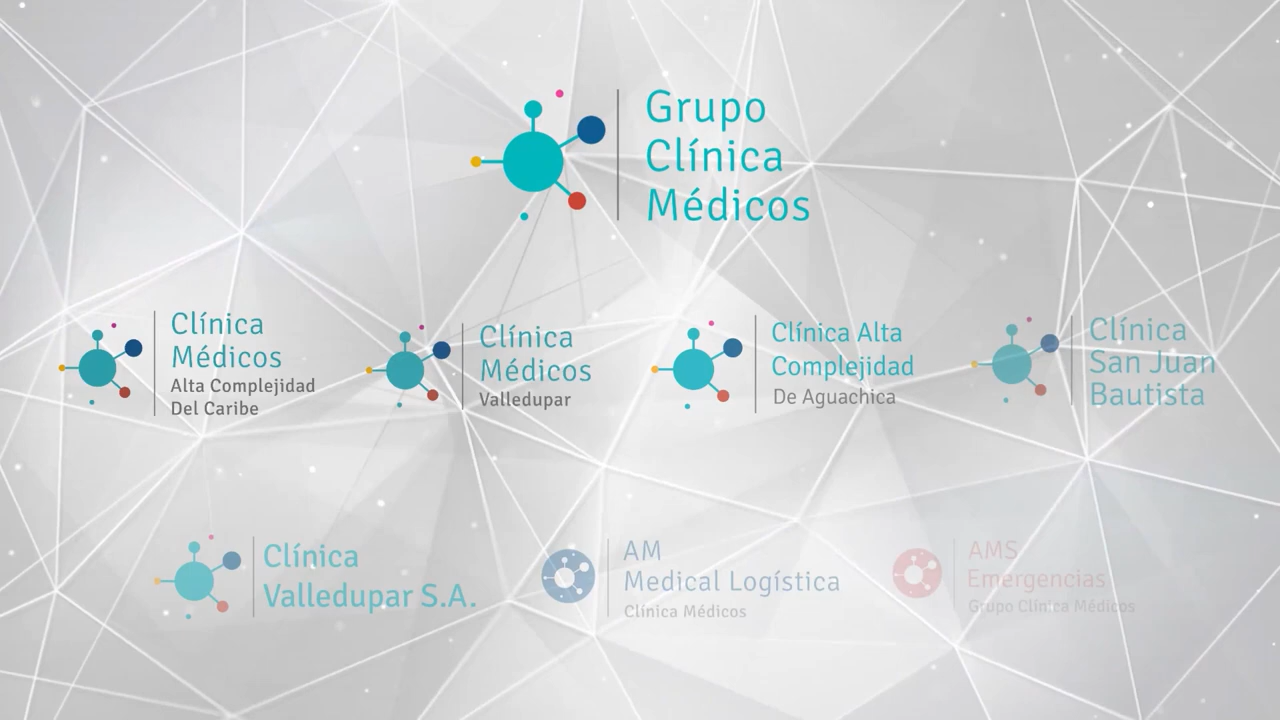 Grupo
Clínica
Médicos
Clínica
Médicos
Alta Complejidad
Del Caribe
Clínica
Médicos
Valledupar
Clínica Alta
Complejidad
De Aguachica
Clínica
San Juan
Bautista
Clínica
Valledupar S.A.
AM
Medical Logística
Clínica Médicos
AMS
Emergencias
Grupo Clínica Médicos